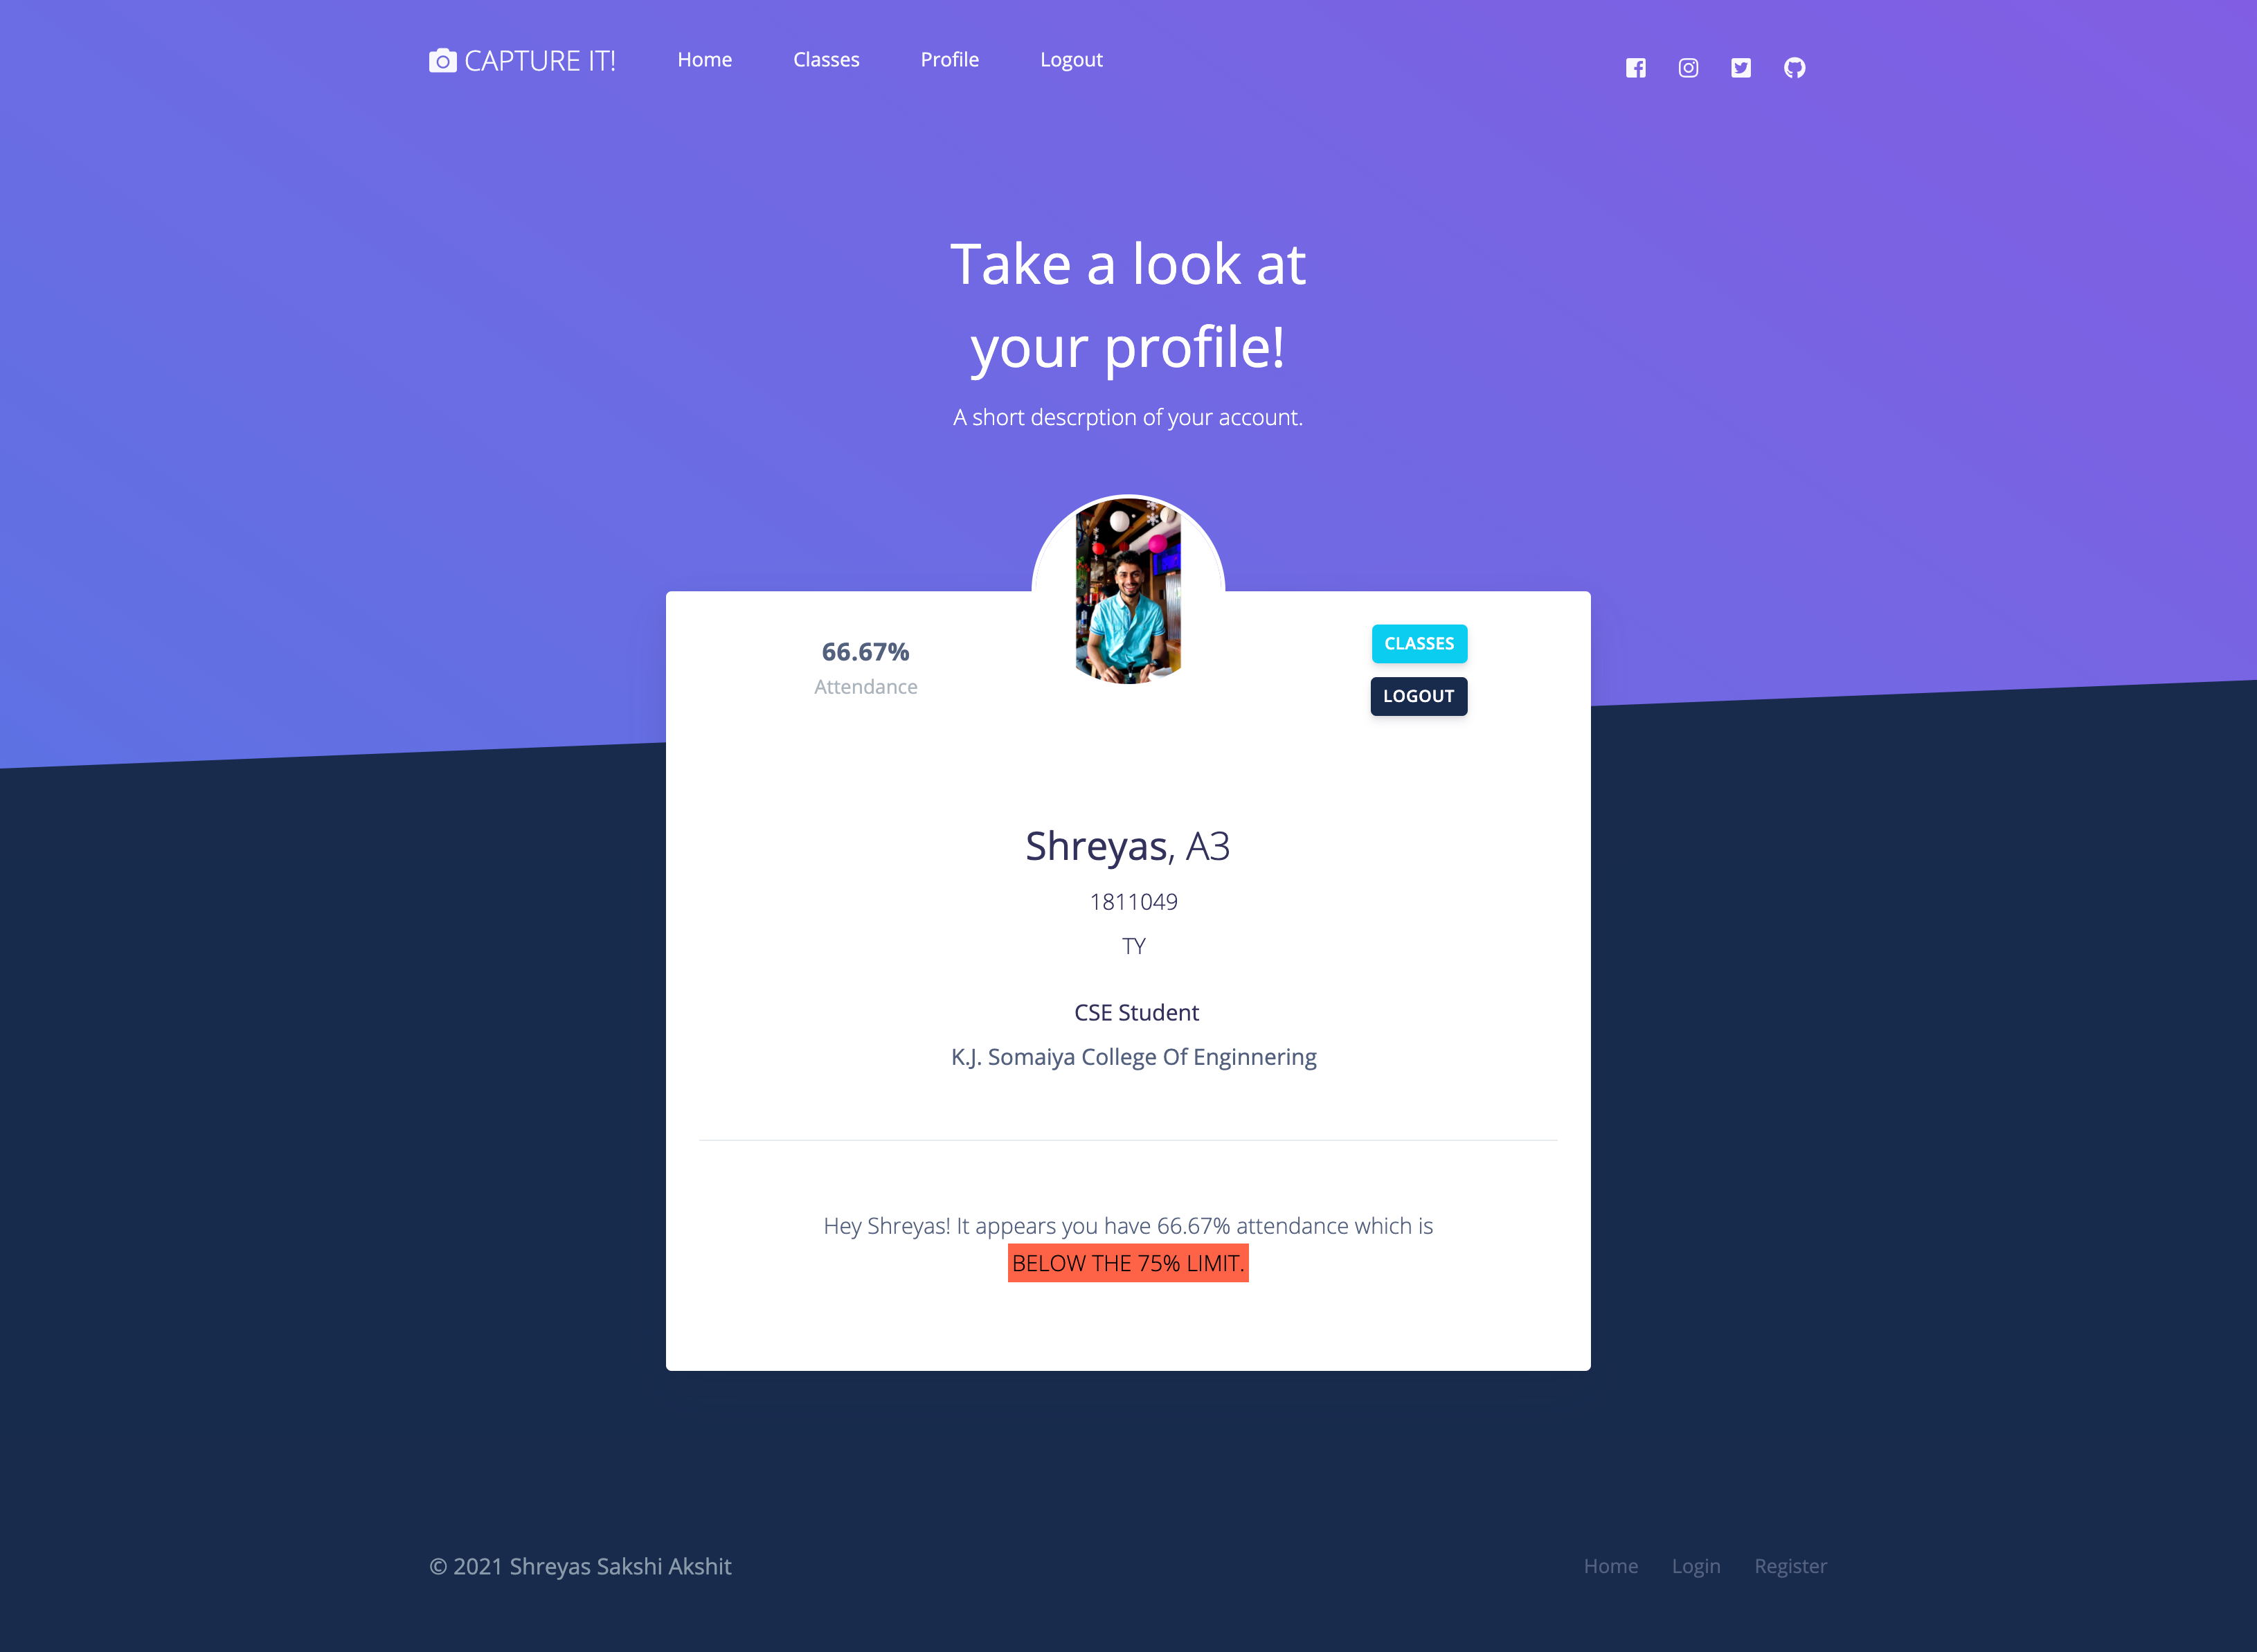 CAPTURE IT!
Home
Classes
Profile
Logout
Take a look at
your profile!
A short descrption of your account.
66.67%
Attendance
CLASSES
LOGOUT
Shreyas, A3
1811049
TY
CSE Student
K.J. Somaiya College Of Enginnering
Hey Shreyas! It appears you have 66.67% attendance which is
BELOW THE 75% LIMIT.
© 2021 Shreyas Sakshi Akshit
Home
Login
Register